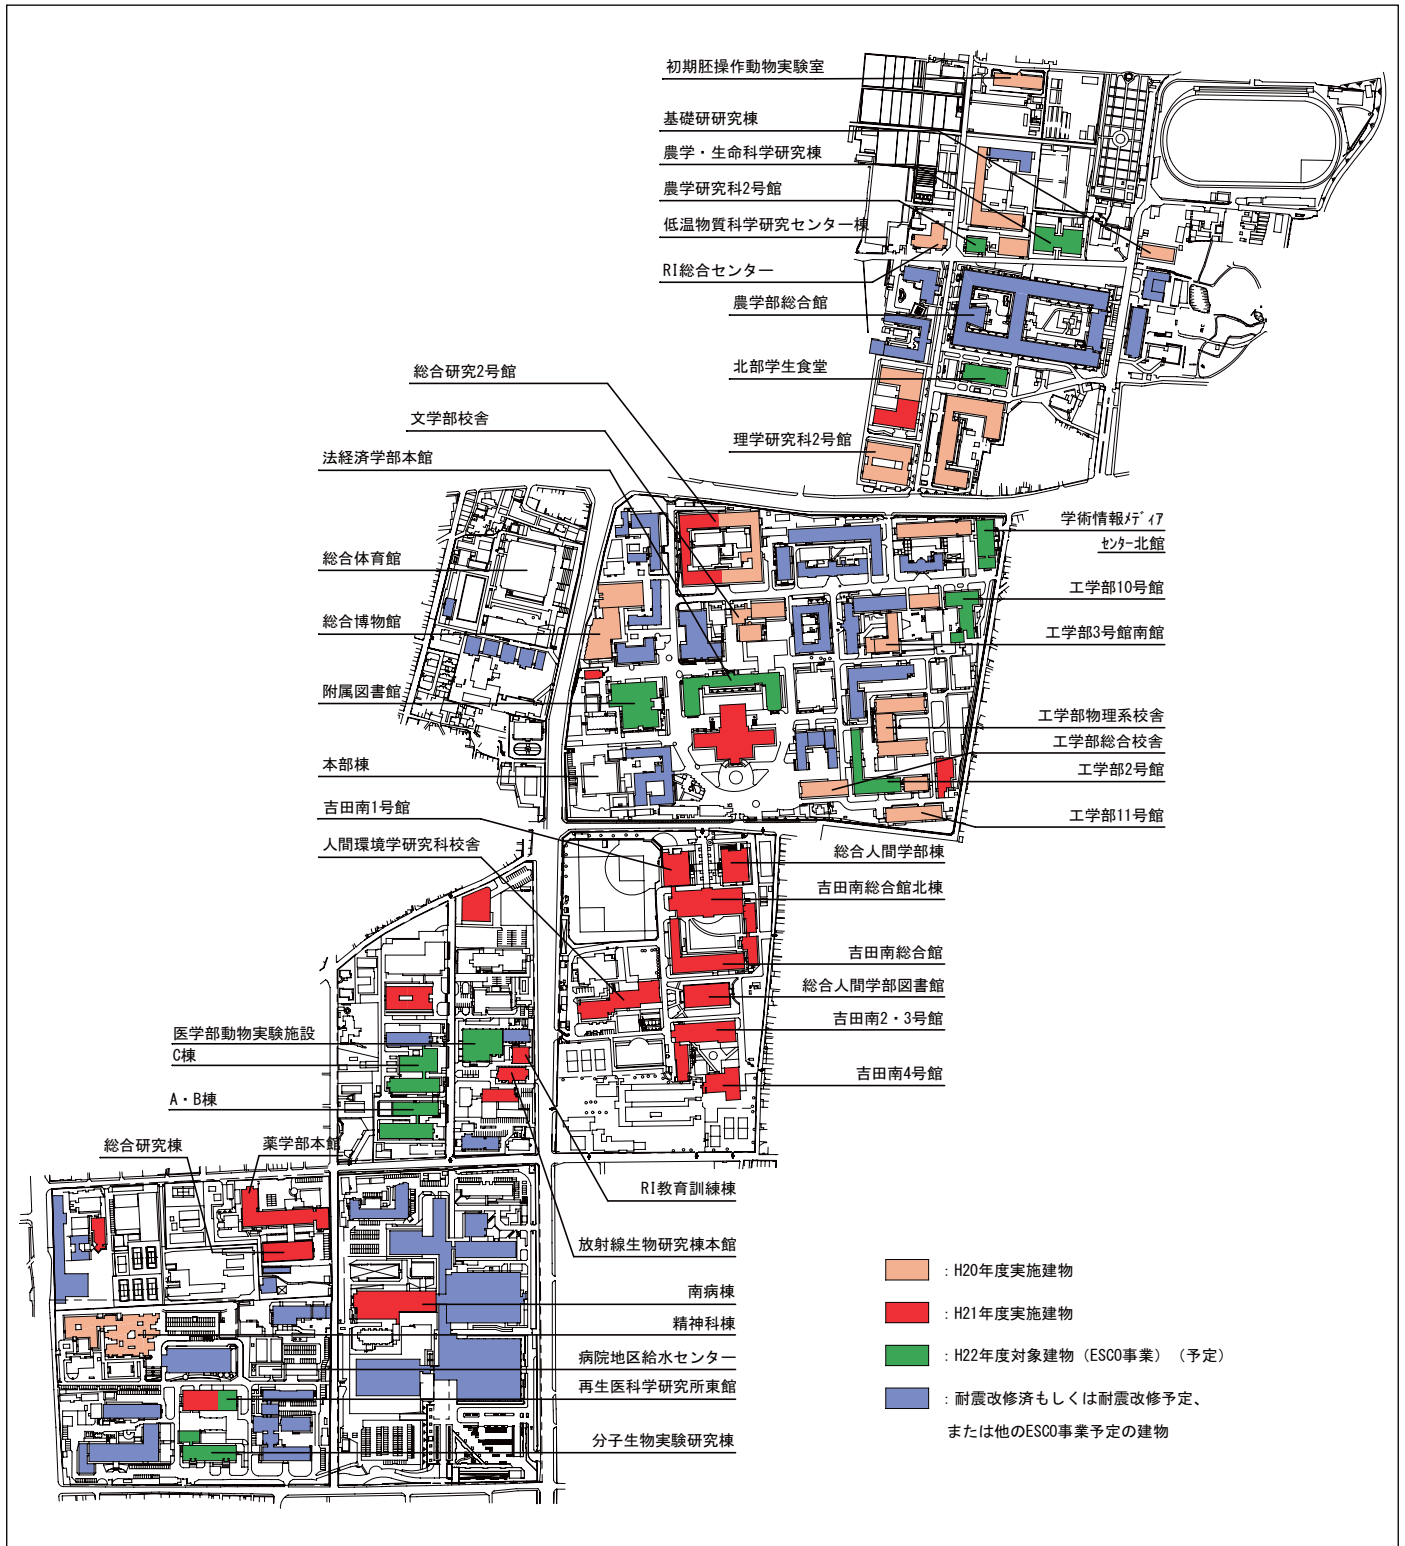 初期胚操作動物実験室
基礎研研究棟
農学・生命科学研究棟
農学研究科2号館
低温物質科学研究センター棟
RI総合センター
農学部総合館
北部学生食堂
理学研究科2号館
総合研究2号館
文学部校舎
法経済学部本館
総合体育館
総合博物館
附属図書館
本部棟
吉田南1号館
人間環境学研究科校舎
学術情報メディア
センター北館
工学部10号館
工学部3号館南館
工学部物理系校舎
工学部総合校舎
工学部2号館
工学部11号館
総合人間学部棟
吉田南総合館北棟
吉田南総合館
総合人間学部図書館
吉田南2・3号館
吉田南4号館
医学部動物実験施設
C棟
A・B棟
総合研究棟
薬学部本館
RI教育訓練棟
放射線生物研究棟本館
南病棟
精神科棟
病院地区給水センター
再生医科学研究所東館
分子生物実験研究棟
：H20年度実施建物
：H21年度実施建物
：H22年度対象建物（ESCO事業）（予定）
：耐震改修済もしくは耐震改修予定、
または他のESCO事業予定の建物